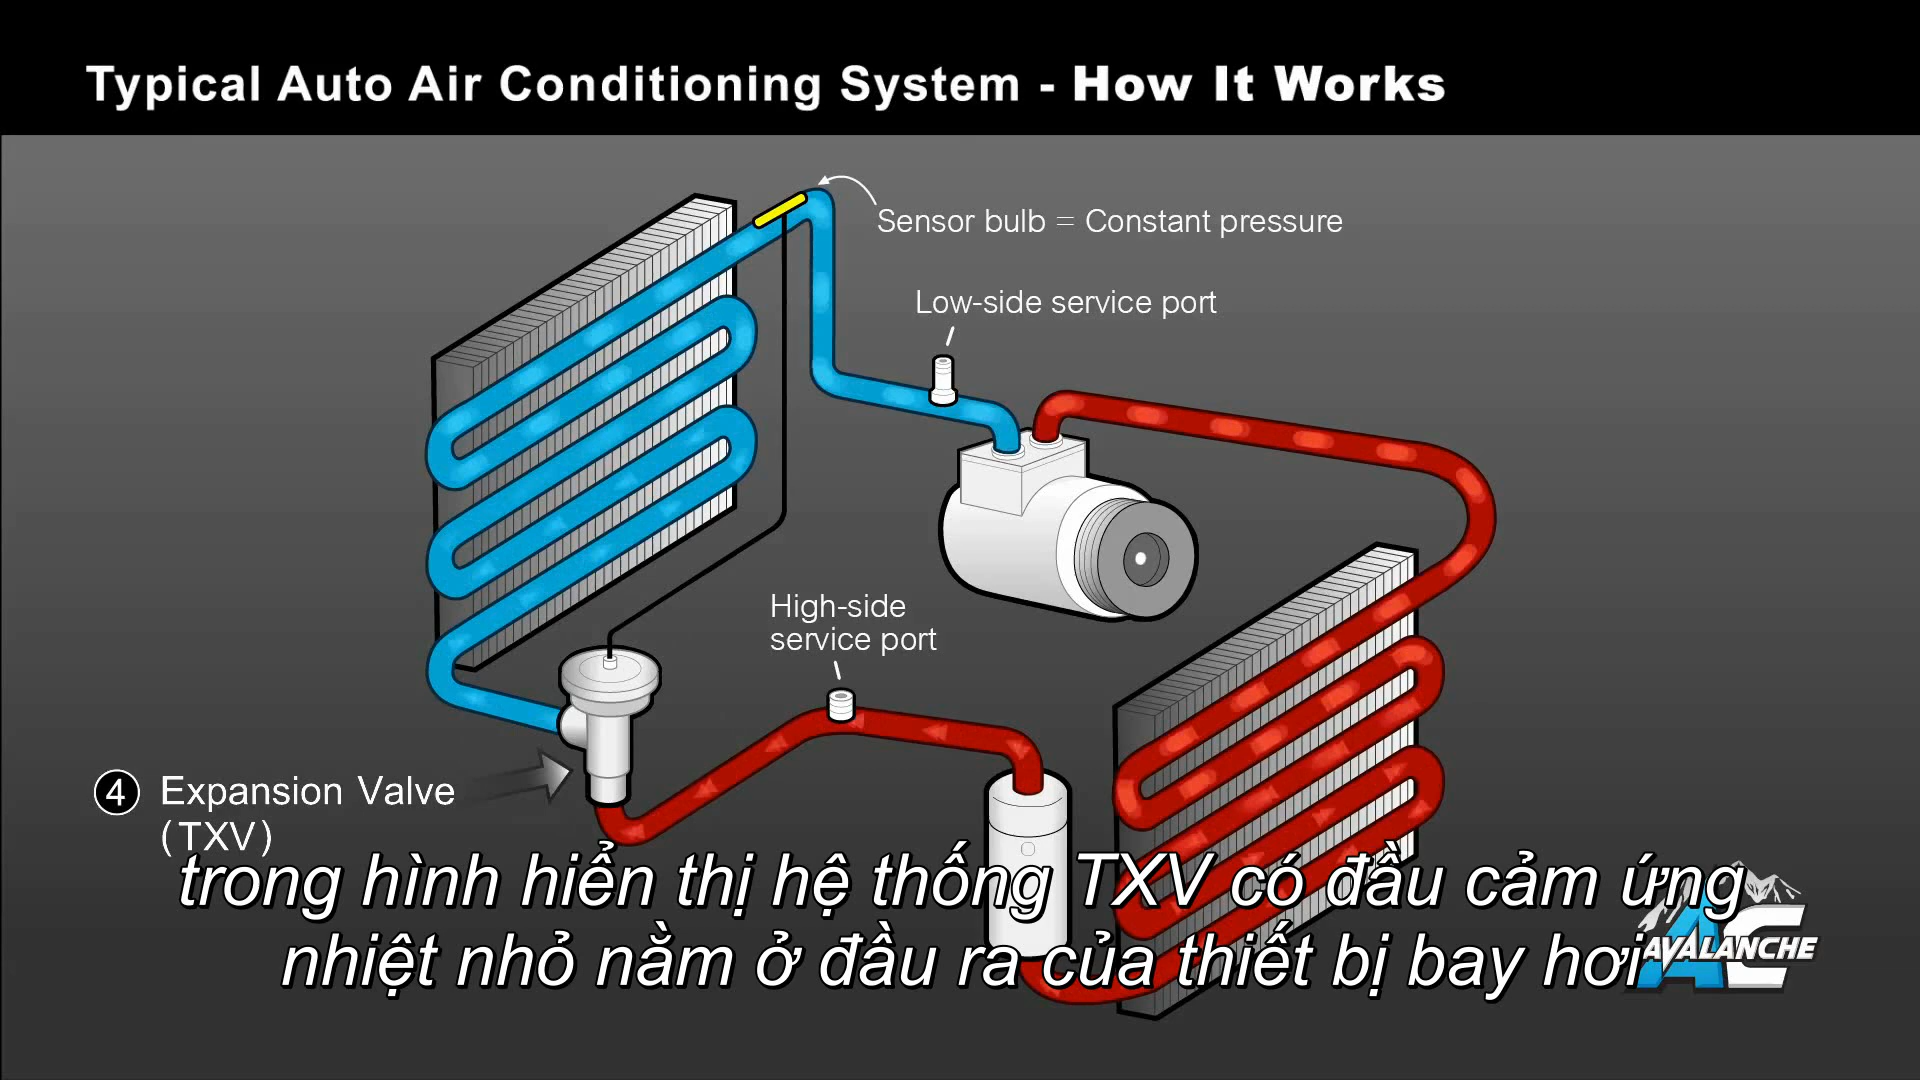 Typical Auto Air Conditioning System - How It Works
Sensor bulb = Constant pressure
Low-side service port
High-side
service port
4 Expansion Valve
(TXV)
trong hình hiển thị hệ thống TXV có đầu cảm ứng
nhiệt nhỏ nằm ở đầu ra của thiết bị bay hơi
AC
AVALANCHE